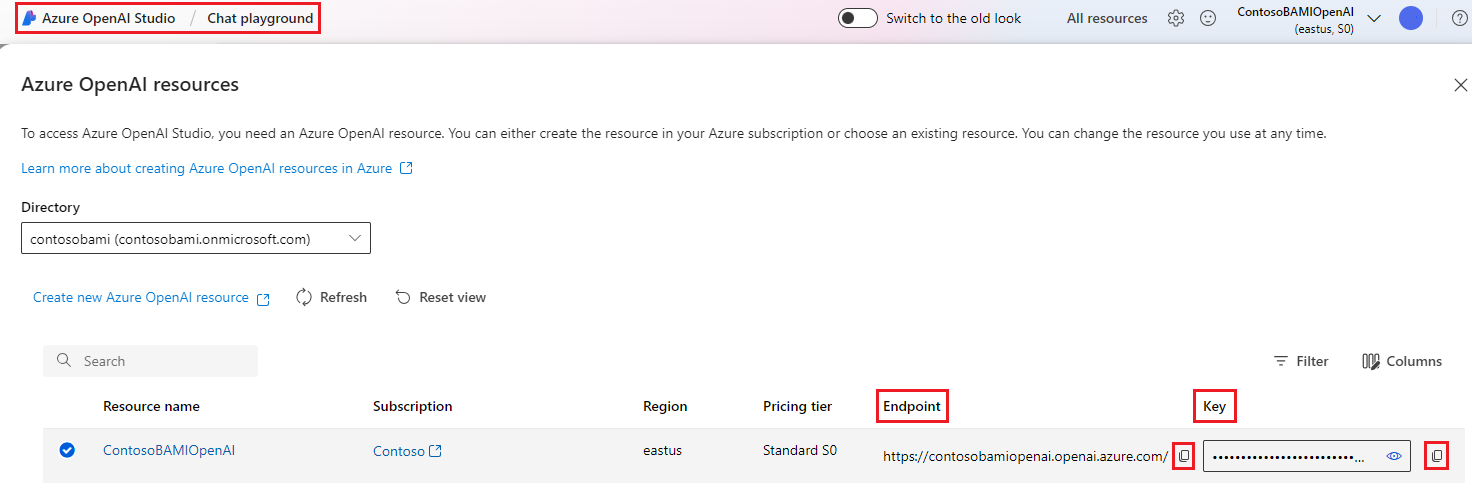 Azure OpenAI Studio / Chat playground Switch to the old look All resources ContosoBAMIOpenAI
(eastus, S0)
Azure OpenAI resources
To access Azure OpenAI Studio, you need an Azure OpenAI resource. You can either create the resource in your Azure subscription or choose an existing resource. You can change the resource you use at any time.
Learn more about creating Azure OpenAI resources in Azure
Directory
contosobami (contosobami.onmicrosoft.com)
Create new Azure OpenAI resource Refresh Reset view
Search Filter Columns
Resource name Subscription Region Pricing tier Endpoint Key
ContosoBAMIOpenAI Contoso eastus Standard S0 https://contosobamiopenai.openai.azure.com/ ••••••••••••••••••••••••••...